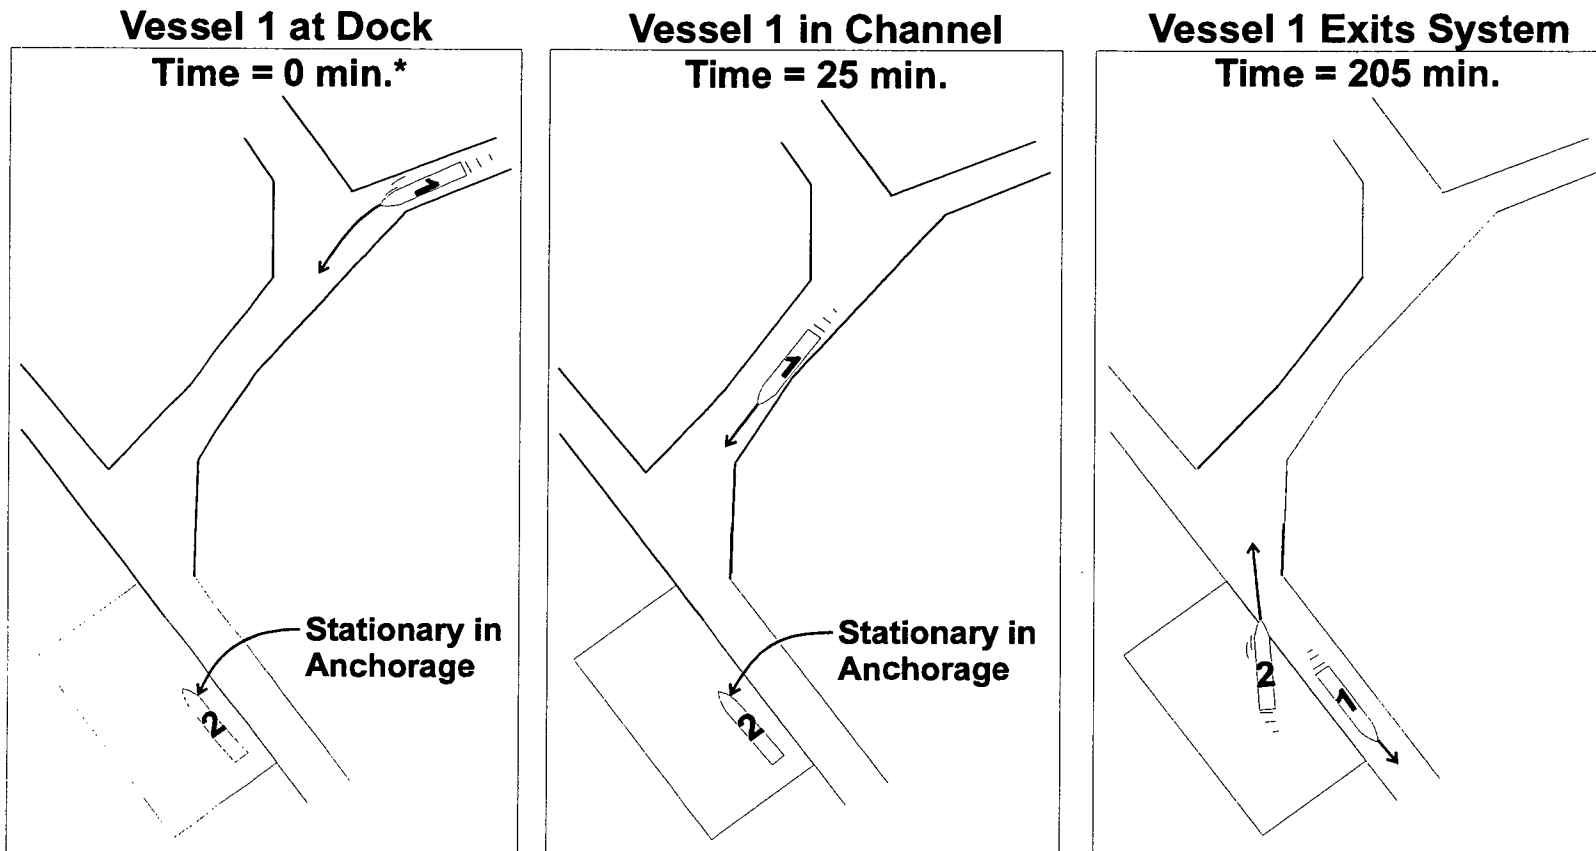 Vessel 1 at Dock
Time = 0 min.*
1
Stationary in
Anchorage
2
Vessel 1 in Channel
Time = 25 min.
1
Stationary in
Anchorage
2
Vessel 1 Exits System
Time = 205 min.
2
1